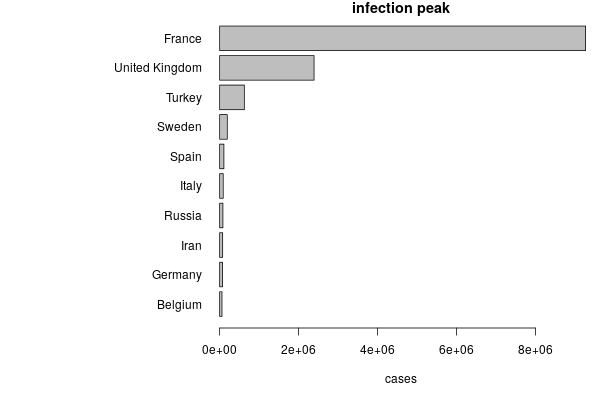 infection peak
France
United Kingdom
Turkey
Sweden
Spain
Italy
Russia
Iran
Germany
Belgium
0e+00 2e+06 4e+06 6e+06 8e+06
cases